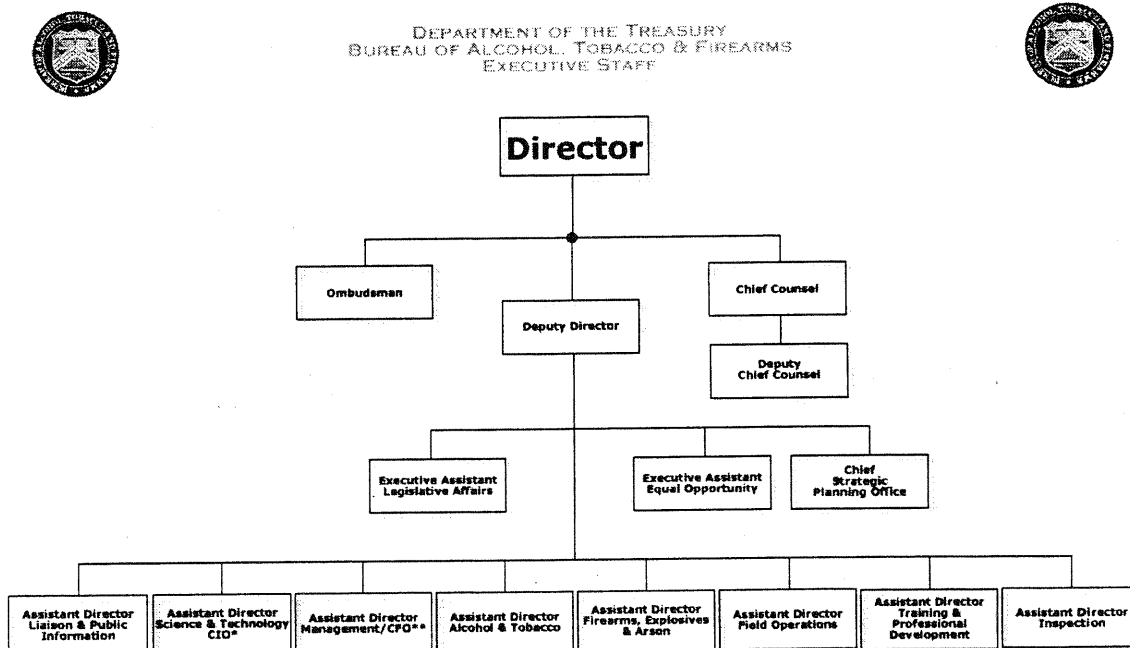 DEPARTMENT OF THE TREASURY
BUREAU OF ALCOHOL, TOBACCO & FIREARMS
EXECUTIVE STAFF
Director
Ombudsman
Chief Counsel
Deputy Director
Deputy
Chief Counsel
Executive Assistant
Legislative Affairs
Executive Assistant
Equal Opportunity
Chief
Strategic
Planning Office
Assistant Director
Liaison & Public
Information
Assistant Director
Science & Technology
CIO*
Assistant Director
Management/CFO**
Assistant Director
Alcohol & Tobacco
Assistant Director
Firearms, Explosives
& Arson
Assistant Director
Field Operations
Assistant Director
Training &
Professional
Development
Assistant Director
Inspection